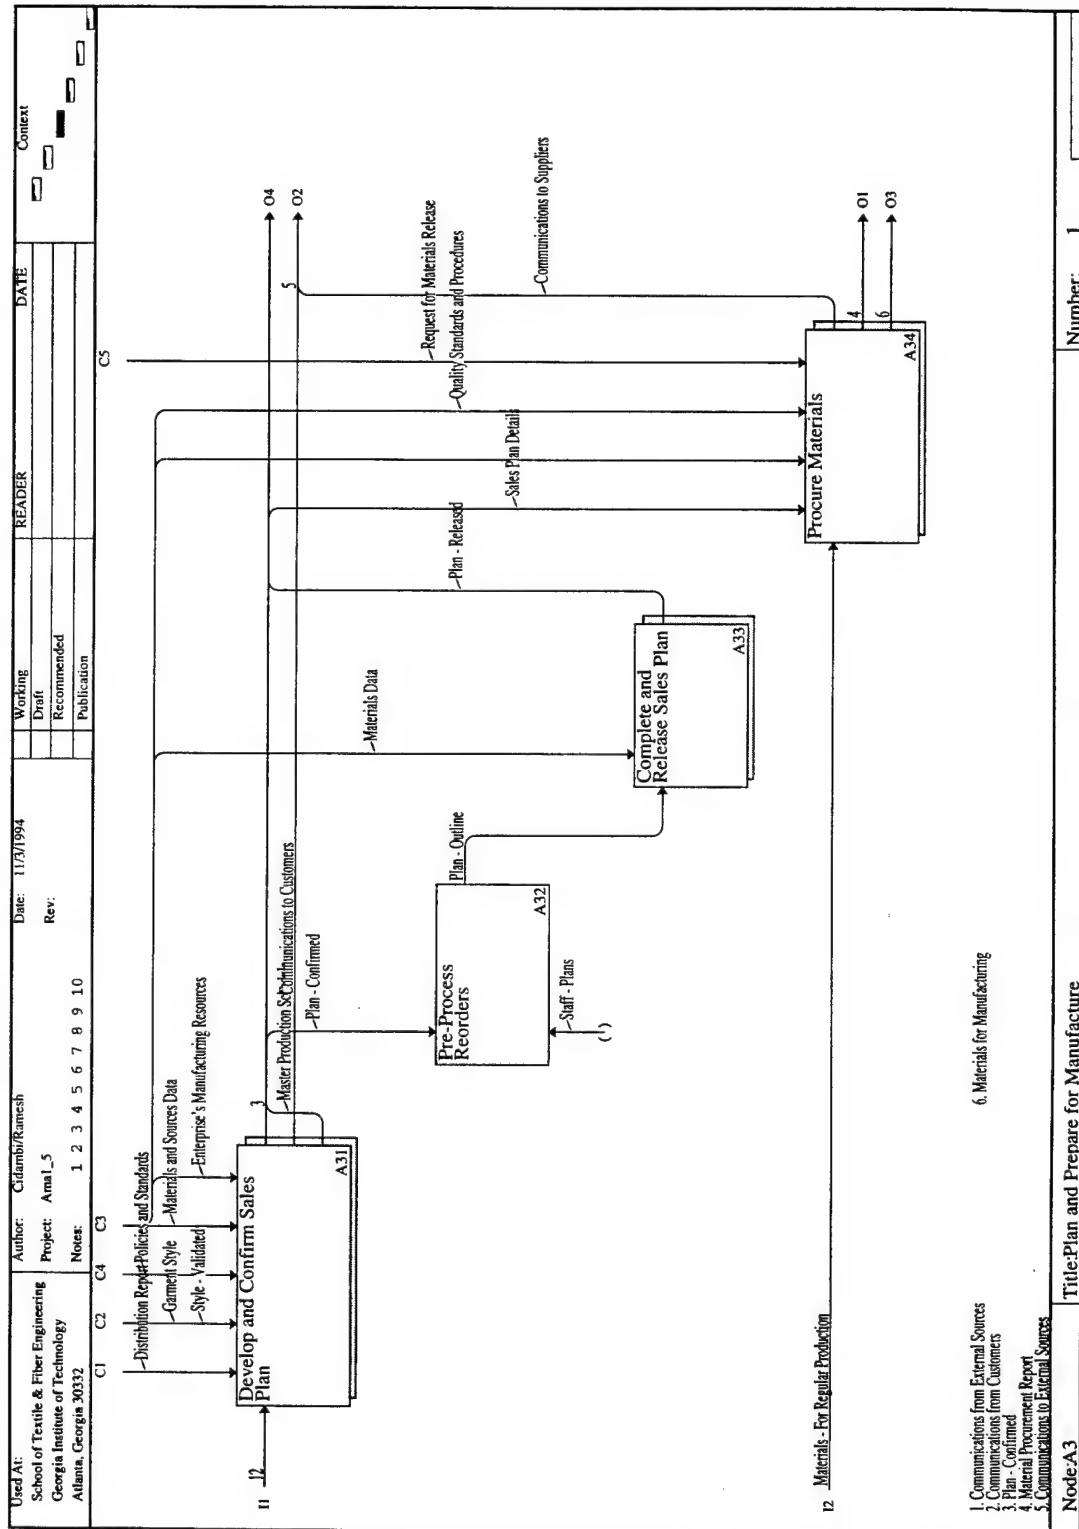 Used At:
School of Textile & Fiber Engineering
Georgia Institute of Technology
Atlanta, Georgia 30332
Author: Cidambi/Ramesh
Project: Ama1_5
Notes: 1 2 3 4 5 6 7 8 9 10
Date: 11/3/1994
Rev:
Working
Draft
Recommended
Publication
READER
DATE
Context
C1
C2
C4
C3
C5
Distribution Report
Policies and Standards
Garment Style
Style - Validated
Materials and Sources Data
Enterprise's Manufacturing Resources
I1
12
Develop and Confirm Sales
Plan
A31
3
Master Production
Communications to Customers
Plan - Confirmed
Pre-Process
Reorders
A32
Staff - Plans
( )
Plan - Outline
Materials Data
Complete and
Release Sales Plan
A33
Plan - Released
Sales Plan Details
Quality Standards and Procedures
Request for Materials Release
Communications to Suppliers
5
O4
O2
I2
Materials - For Regular Production
Procure Materials
A34
4
6
O1
O3
1. Communications from External Sources
2. Communications from Customers
3. Plan - Confirmed
4. Material Procurement Report
5. Communications to External Sources
6. Materials for Manufacturing
Node:A3
Title:Plan and Prepare for Manufacture
Number: 1